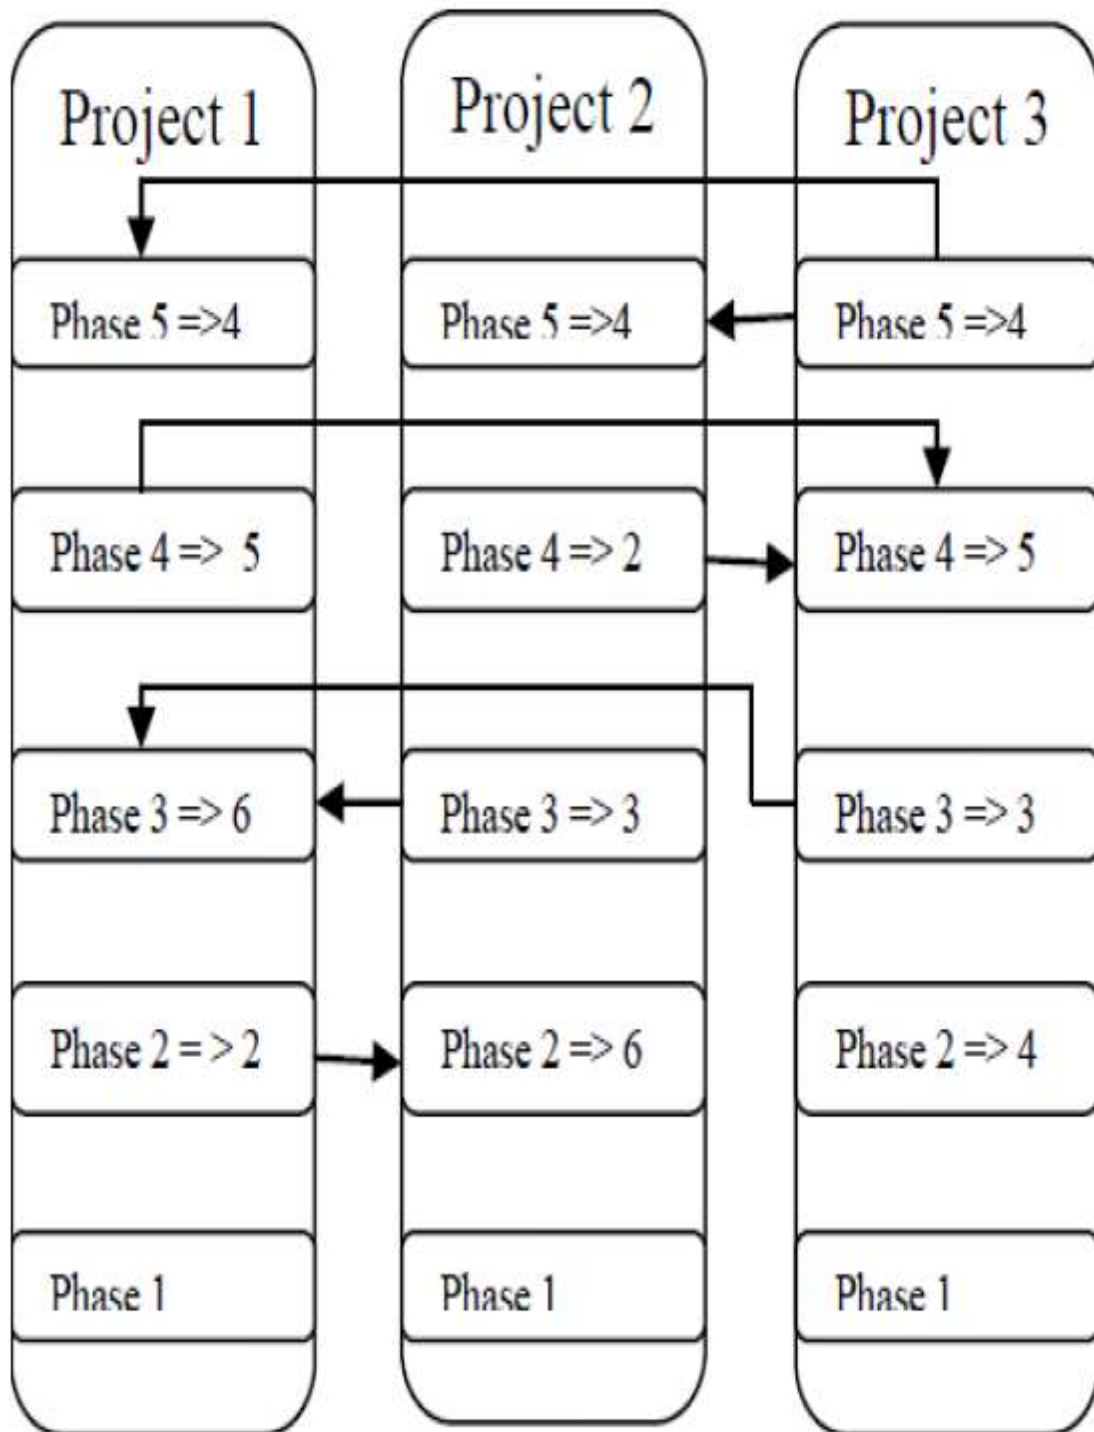 Project 1
Project 2
Project 3
Phase 5 =>4
Phase 5 =>4
Phase 5 =>4
Phase 4 => 5
Phase 4 => 2
Phase 4 => 5
Phase 3 => 6
Phase 3 => 3
Phase 3 => 3
Phase 2 = > 2
Phase 2 => 6
Phase 2 => 4
Phase 1
Phase 1
Phase 1